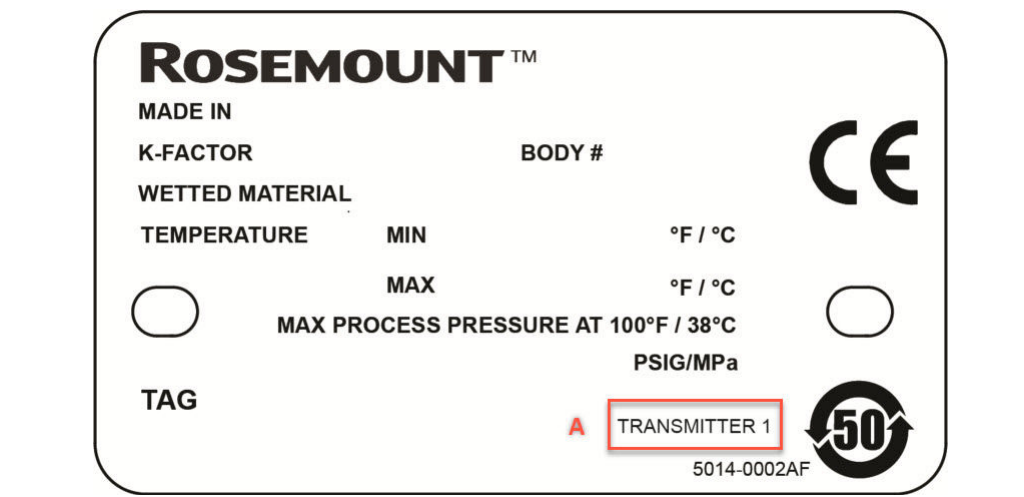 ROSEMOUNT™
MADE IN
K-FACTOR BODY #
WETTED MATERIAL
TEMPERATURE MIN °F / °C
MAX °F / °C
MAX PROCESS PRESSURE AT 100°F / 38°C
PSIG/MPa
TAG
A TRANSMITTER 1
5014-0002AF
CE
50